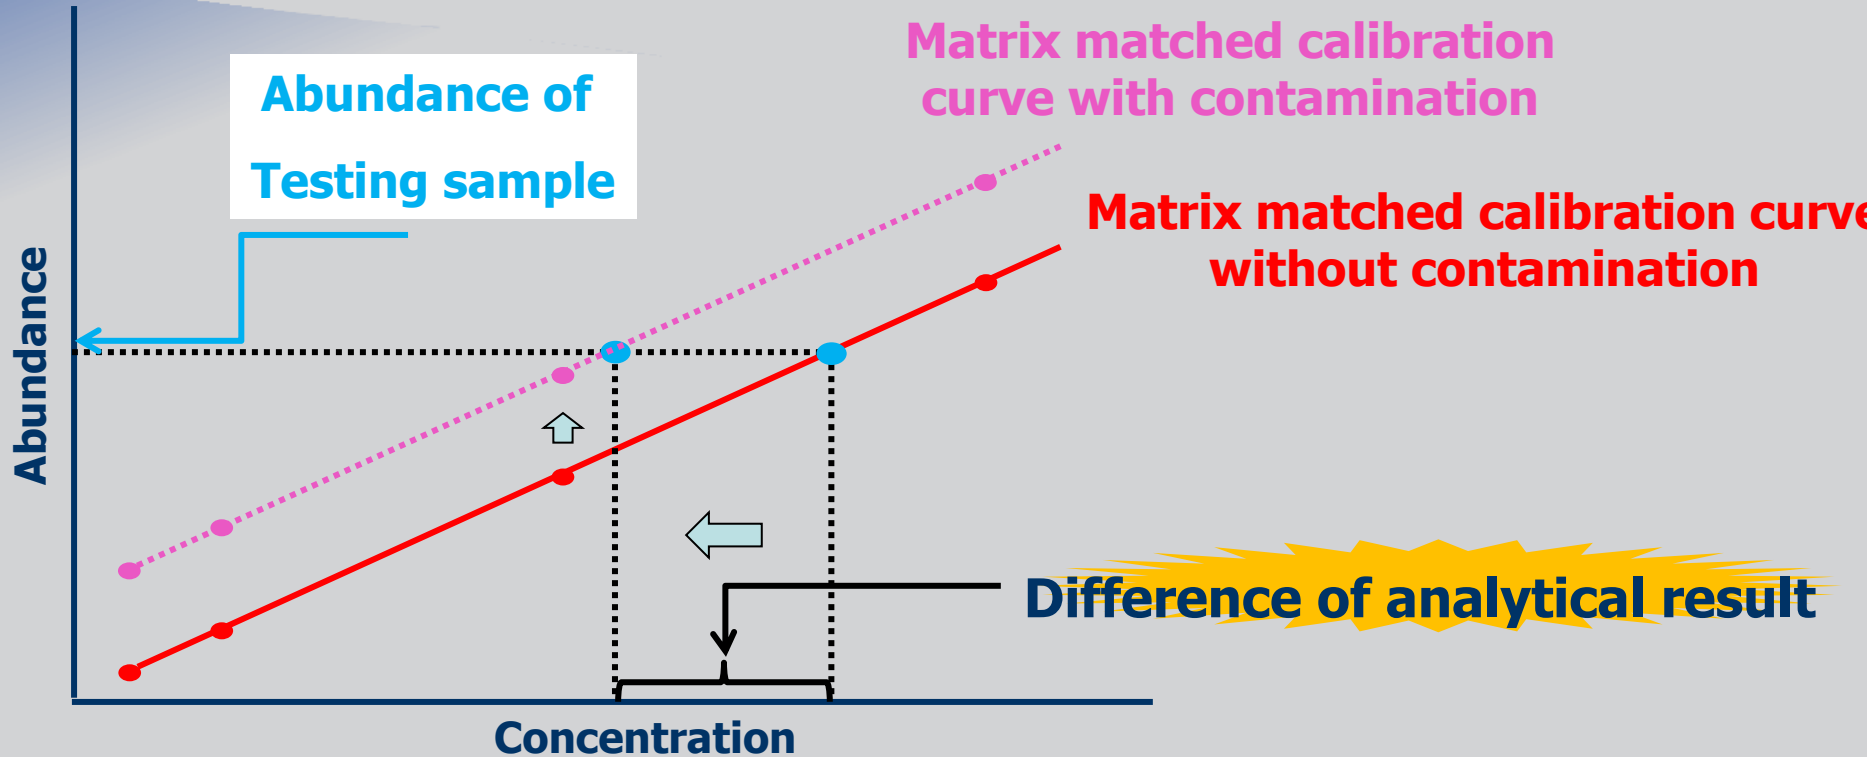 Matrix matched calibration
curve with contamination
Abundance of
Testing sample
Matrix matched calibration curve
without contamination
Abundance
Difference of analytical result
Concentration